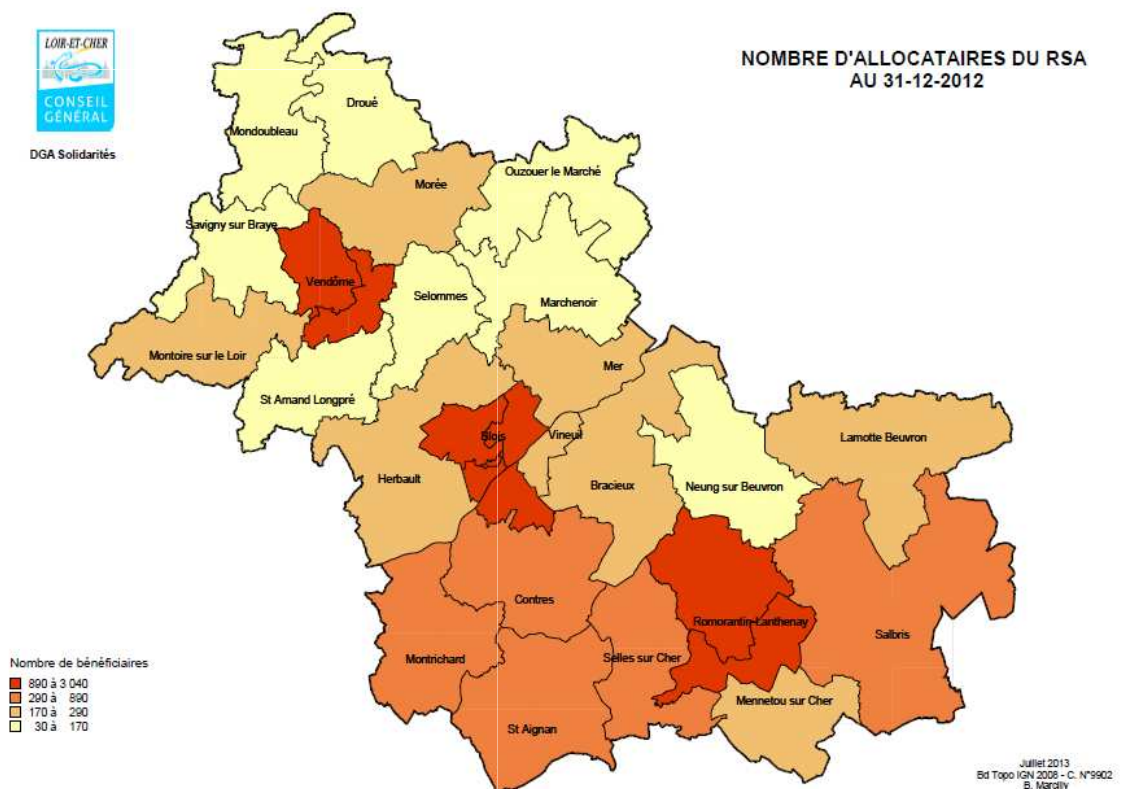 LOIR-ET-CHER
CONSEIL
GÉNÉRAL
DGA Solidarités
NOMBRE D'ALLOCATAIRES DU RSA
AU 31-12-2012
Droué
Mondoubleau
Ouzouer le Marché
Morée
Savigny sur Braye
Vendôme
Selommes
Marchenoir
Montoire sur le Loir
Mer
St Amand Longpré
Blois
Vineuil
Lamotte Beuvron
Herbault
Bracieux
Neung sur Beuvron
Contres
Romorantin-Lanthenay
Salbris
Montrichard
Selles sur Cher
Mennetou sur Cher
St Aignan
Nombre de bénéficiaires
890 à 3 040
290 à 890
170 à 290
30 à 170
Juillet 2013
Bd Topo IGN 2008 - C. N°9902
B. Marcilly